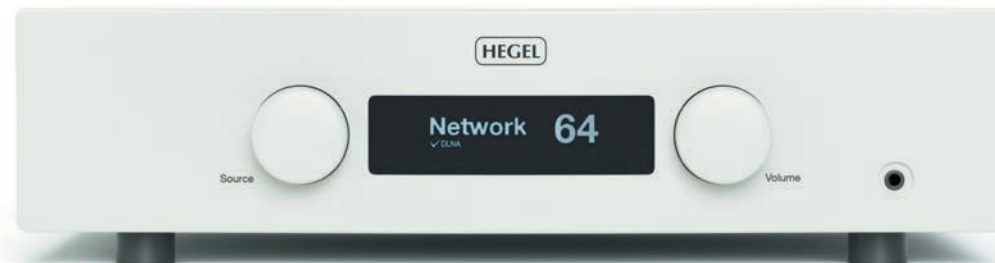 HEGEL
Network 64
✓ DLNA
Source
Volume